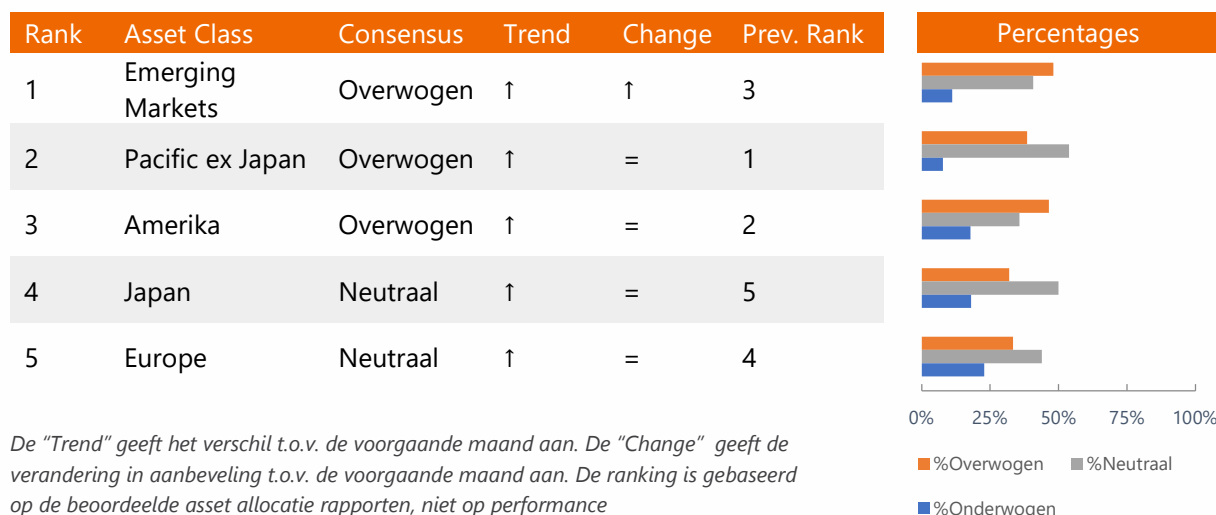 Rank Asset Class Consensus Trend Change Prev. Rank
1 Emerging Markets Overwogen ↑ ↑ 3
2 Pacific ex Japan Overwogen ↑ = 1
3 Amerika Overwogen ↑ = 2
4 Japan Neutraal ↑ = 5
5 Europe Neutraal ↑ = 4
De “Trend” geeft het verschil t.o.v. de voorgaande maand aan. De “Change” geeft de
verandering in aanbeveling t.o.v. de voorgaande maand aan. De ranking is gebaseerd
op de beoordeelde asset allocatie rapporten, niet op performance
Percentages
0% 25% 50% 75% 100%
%Overwogen %Neutraal
%Onderwogen